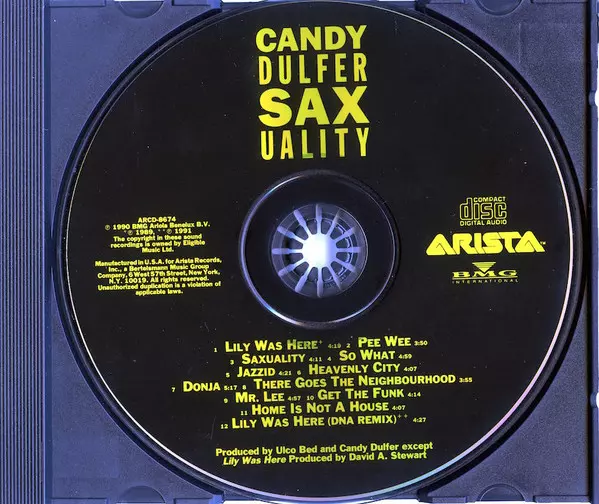 CANDY
DULFER
SAX
UALITY
ARCD-8674
℗ 1990 BMG Ariola Benelux B.V.
+℗ 1989, ++℗ 1991
The copyright in these sound
recordings is owned by Eligible
Music Ltd.
Manufactured in U.S.A. for Arista Records,
Inc., a Bertelsmann Music Group
Company, 6 West 57th Street, New York,
N.Y. 10019. All rights reserved.
Unauthorized duplication is a violation of
applicable laws.
COMPACT
disc
DIGITAL AUDIO
ARISTA™
BMG
INTERNATIONAL
1 LILY WAS HERE+ 4:19 2 PEE WEE 3:50
3 SAXUALITY 4:11 4 SO WHAT 4:59
5 JAZZID 4:21 6 HEAVENLY CITY 4:07
7 DONJA 5:17 8 THERE GOES THE NEIGHBOURHOOD 3:55
9 MR. LEE 4:57 10 GET THE FUNK 4:14
11 HOME IS NOT A HOUSE 4:07
12 LILY WAS HERE (DNA REMIX)++ 4:27
Produced by Ulco Bed and Candy Dulfer except
Lily Was Here Produced by David A. Stewart